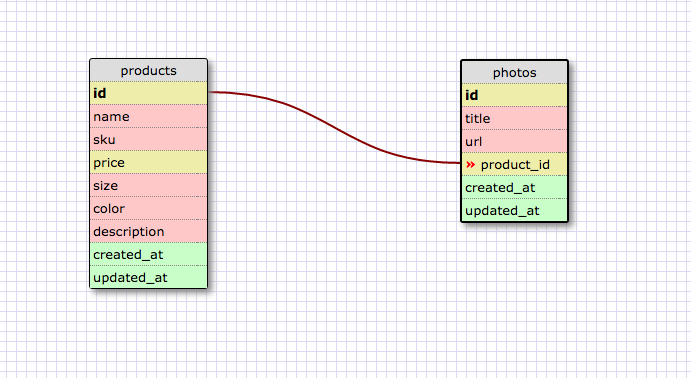 products
id
name
sku
price
size
color
description
created_at
updated_at
photos
id
title
url
» product_id
created_at
updated_at